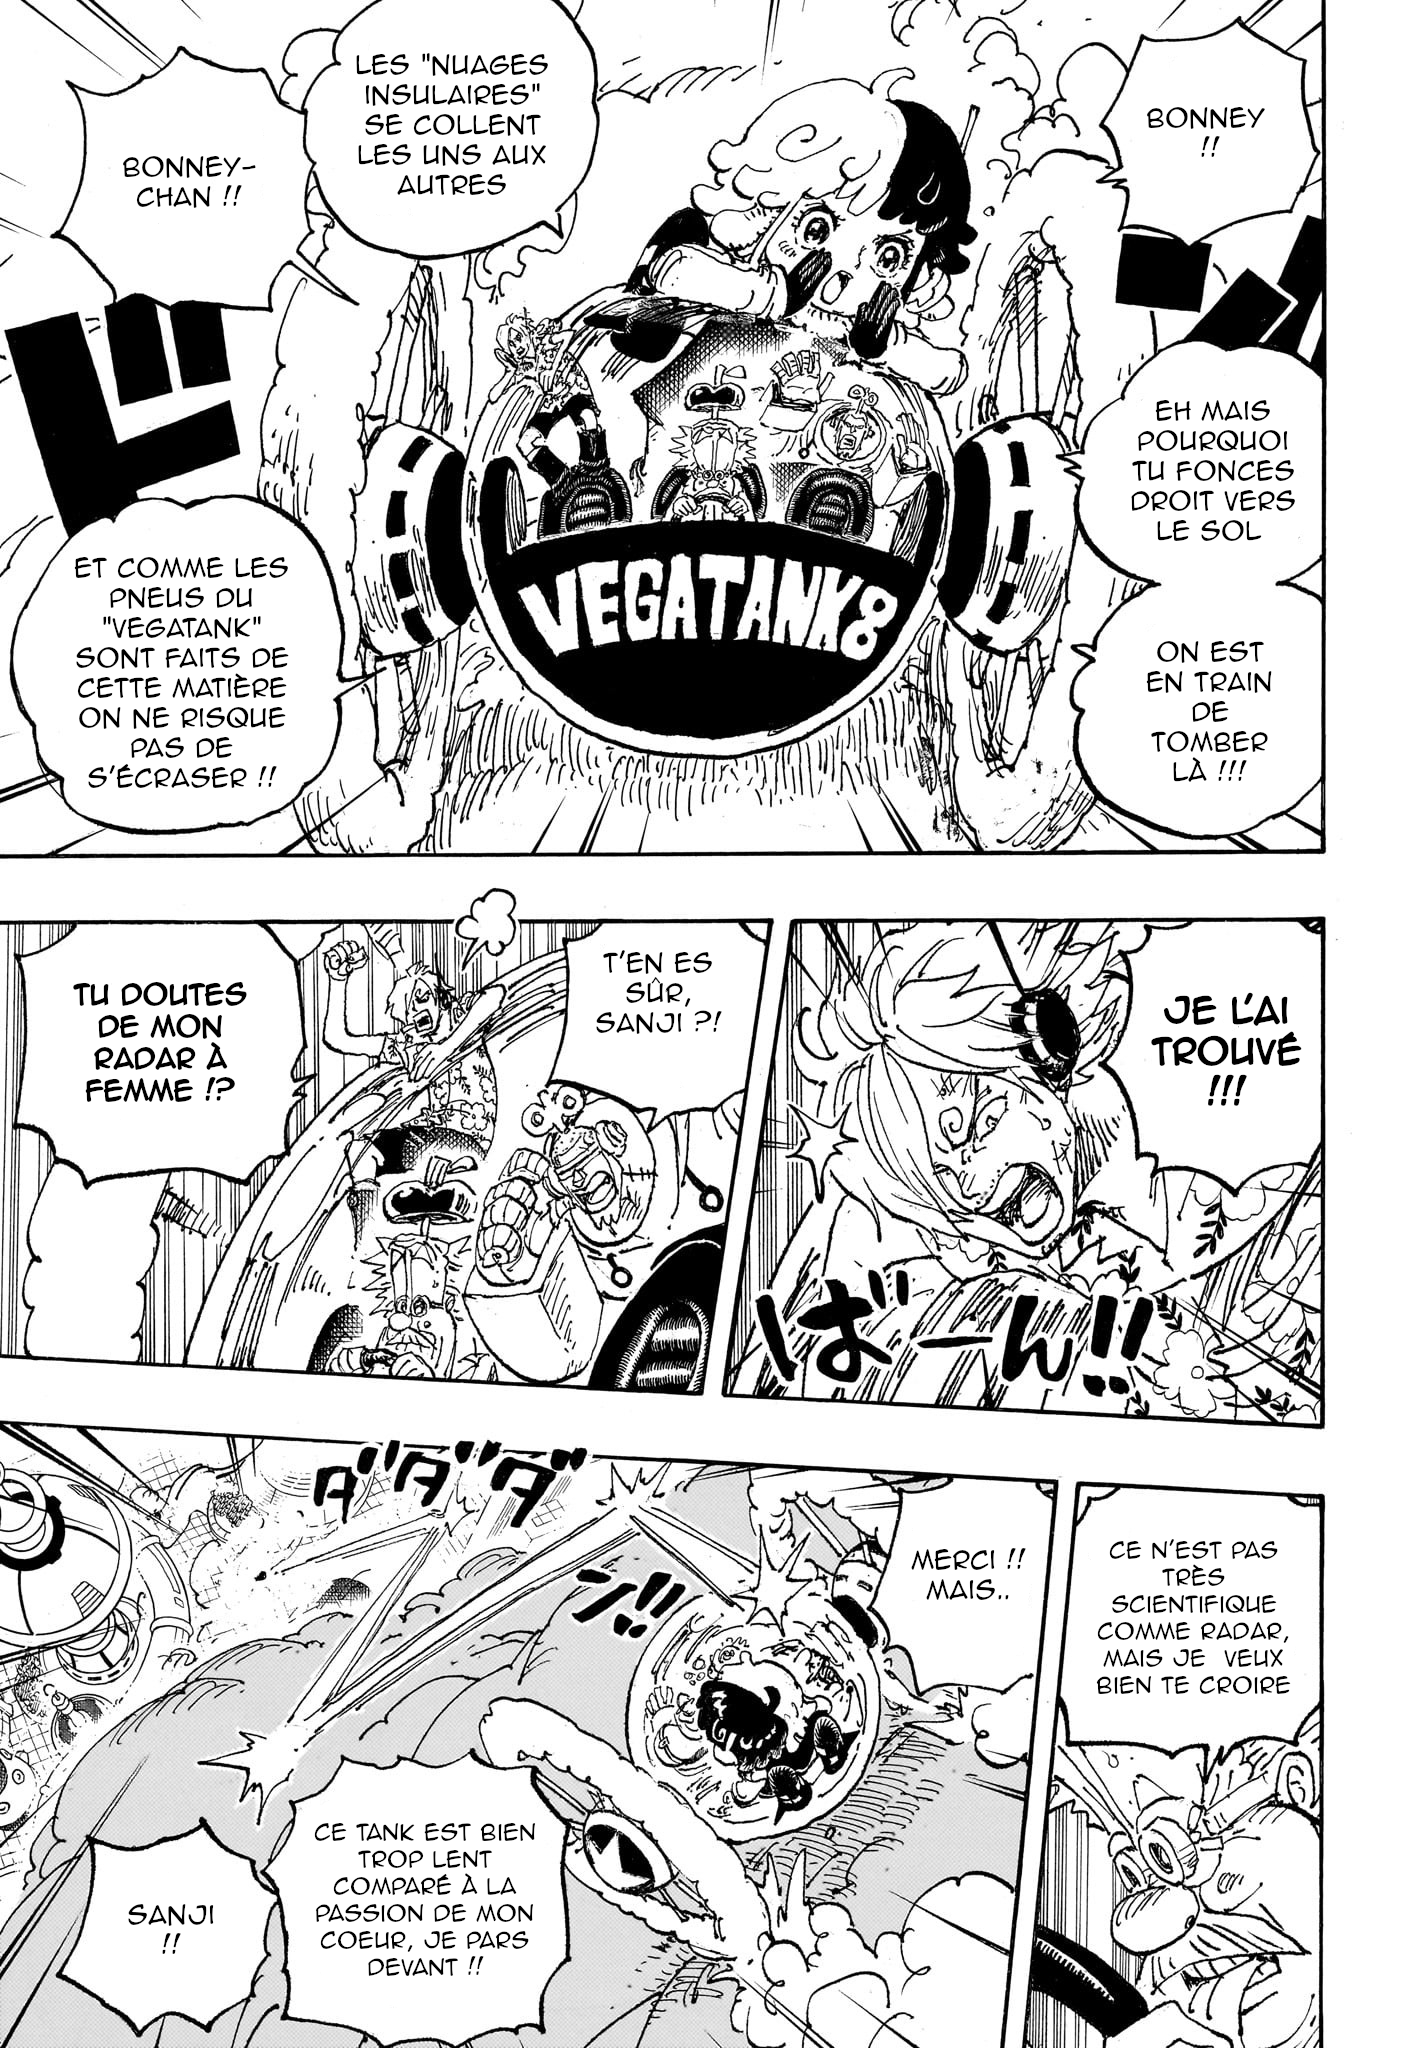 BONNEY
!!
EH MAIS
POURQUOI
TU FONCES
DROIT VERS
LE SOL
ON EST
EN TRAIN
DE
TOMBER
LÀ !!!
LES "NUAGES
INSULAIRES"
SE COLLENT
LES UNS AUX
AUTRES
BONNEY-
CHAN !!
ET COMME LES
PNEUS DU
"VEGATANK"
SONT FAITS DE
CETTE MATIÈRE
ON NE RISQUE
PAS DE
S'ÉCRASER !!
ド
VEGATANK8
JE L'AI
TROUVÉ
!!!
ばーん!!
T'EN ES
SÛR,
SANJI ?!
TU DOUTES
DE MON
RADAR À
FEMME !?
CE N'EST PAS
TRÈS
SCIENTIFIQUE
COMME RADAR,
MAIS JE VEUX
BIEN TE CROIRE
MERCI !!
MAIS..
ダダダ
ン!!
CE TANK EST BIEN
TROP LENT
COMPARÉ À LA
PASSION DE MON
COEUR, JE PARS
DEVANT !!
SANJI
!!